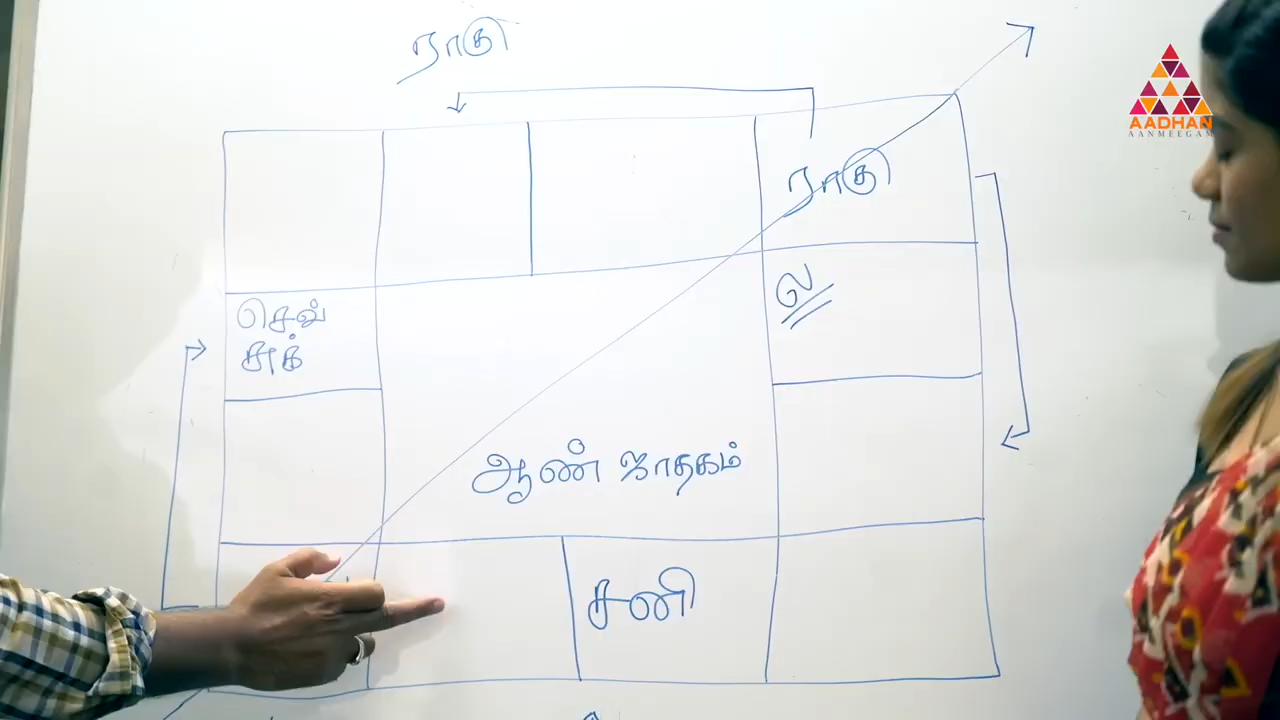 ராகு
AADHAN
AANMEEGAM
ராகு
செவ்
சுக்
ல
ஆண் ஜாதகம்
சனி